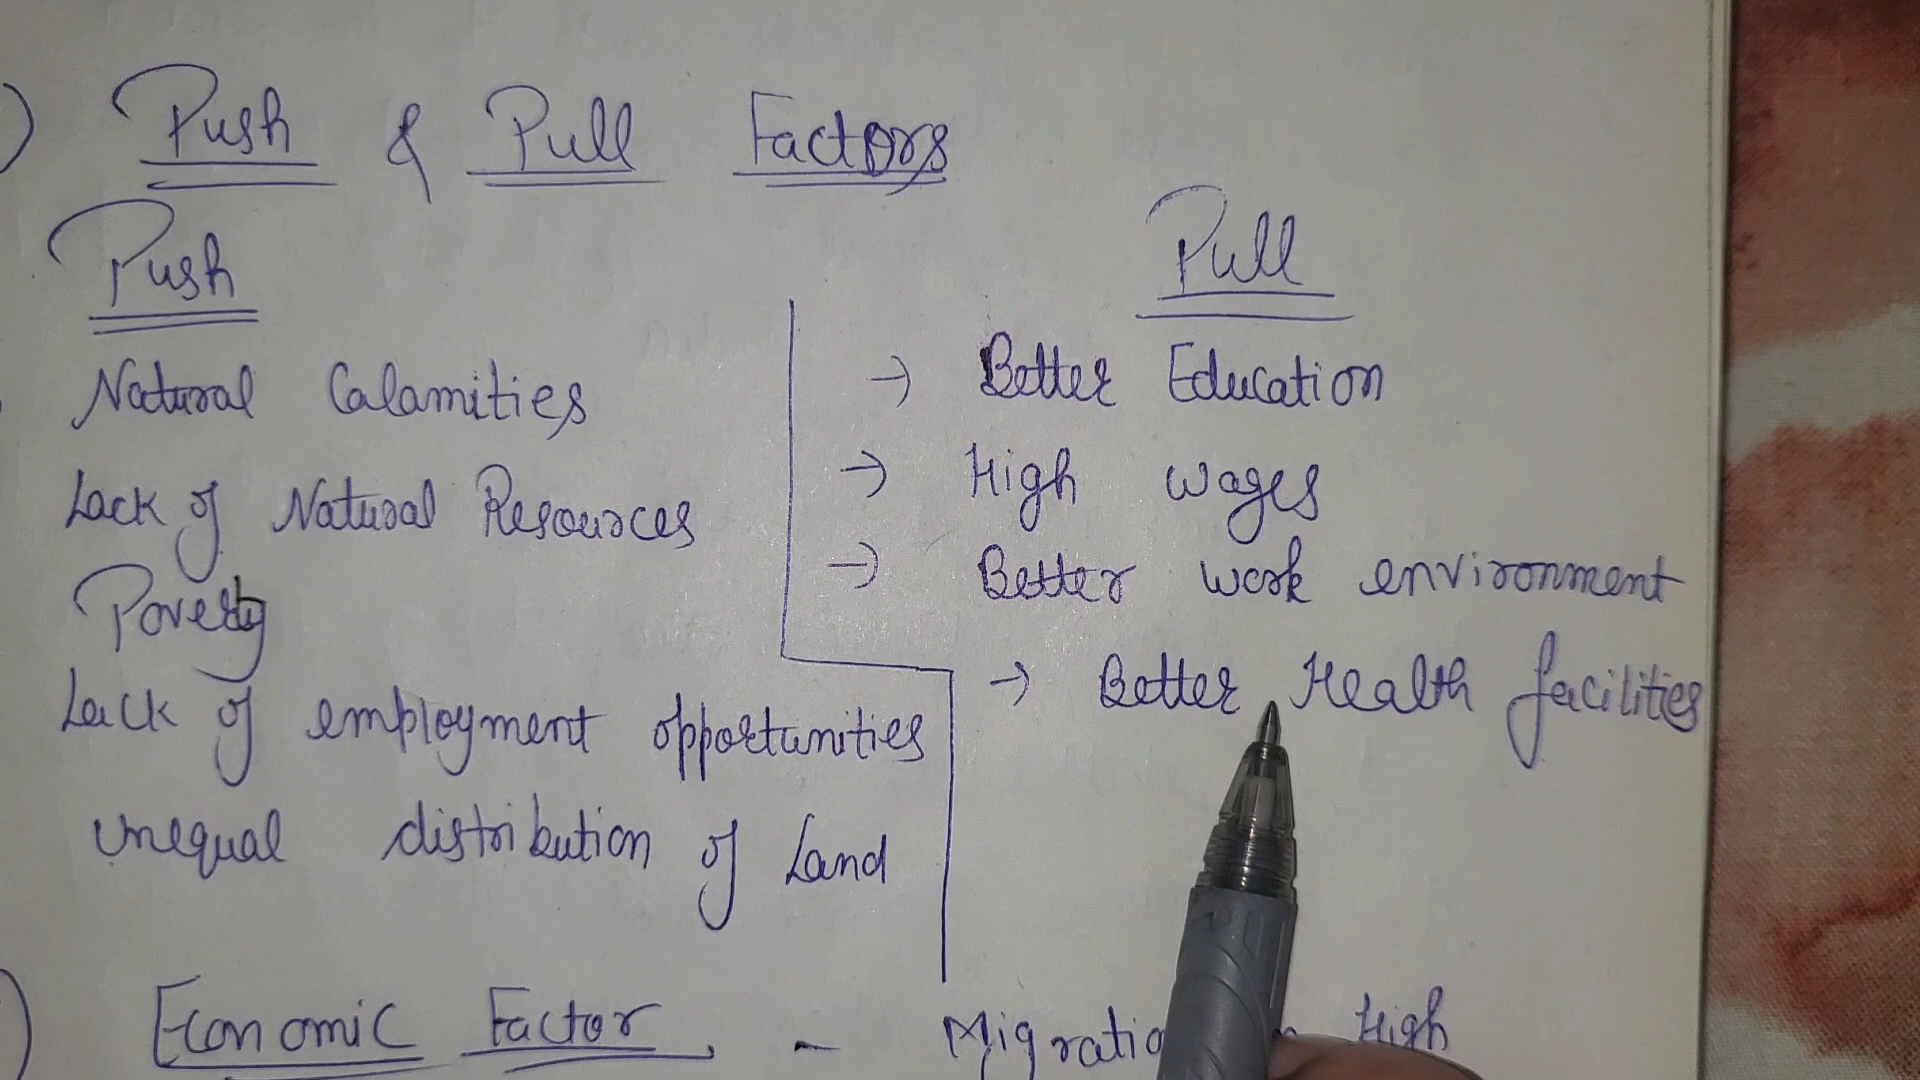 ) Push & Pull Factors
Push
Natural Calamities
Lack of Natural Resources
Poverty
Lack of employment opportunities
unequal distribution of Land
Pull
→ Better Education
→ High wages
→ Better work environment
→ Better Health facilities
) Economic Factor - High